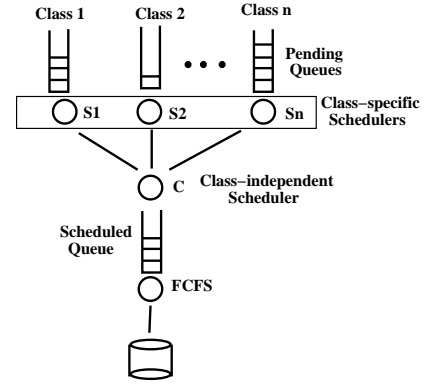 Class 1
Class 2
Class n
Pending
Queues
S1
S2
Sn
Class−specific
Schedulers
C
Class−independent
Scheduler
Scheduled
Queue
FCFS